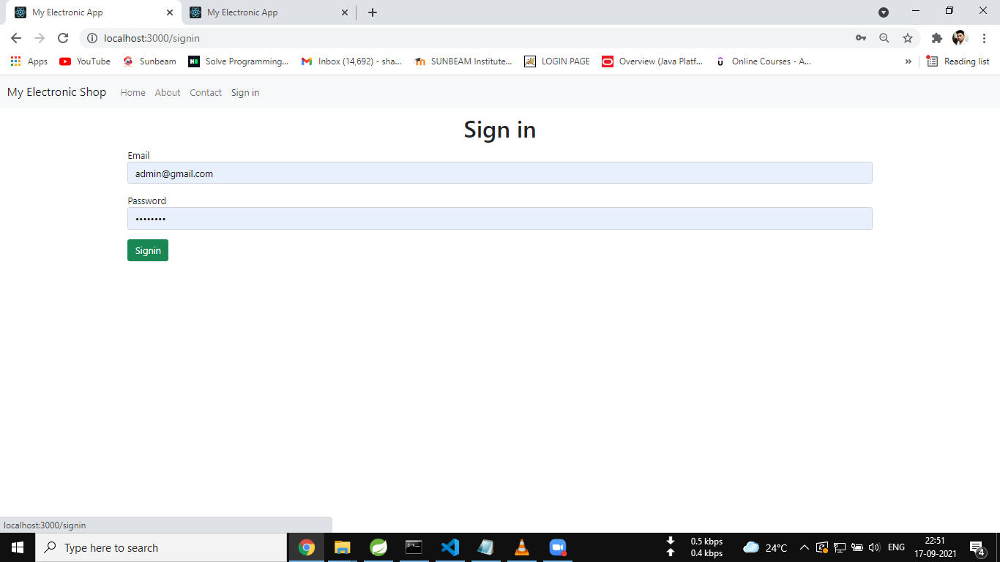 My Electronic App
My Electronic App
localhost:3000/signin
Apps YouTube Sunbeam Solve Programming... Inbox (14,692) - sha... SUNBEAM Institute... LOGIN PAGE Overview (Java Platf... Online Courses - A... » Reading list
My Electronic Shop Home About Contact Sign in
Sign in
Email
admin@gmail.com
Password
••••••••
Signin
localhost:3000/signin
Type here to search
0.5 kbps
0.4 kbps
24°C
ENG
22:51
17-09-2021
4